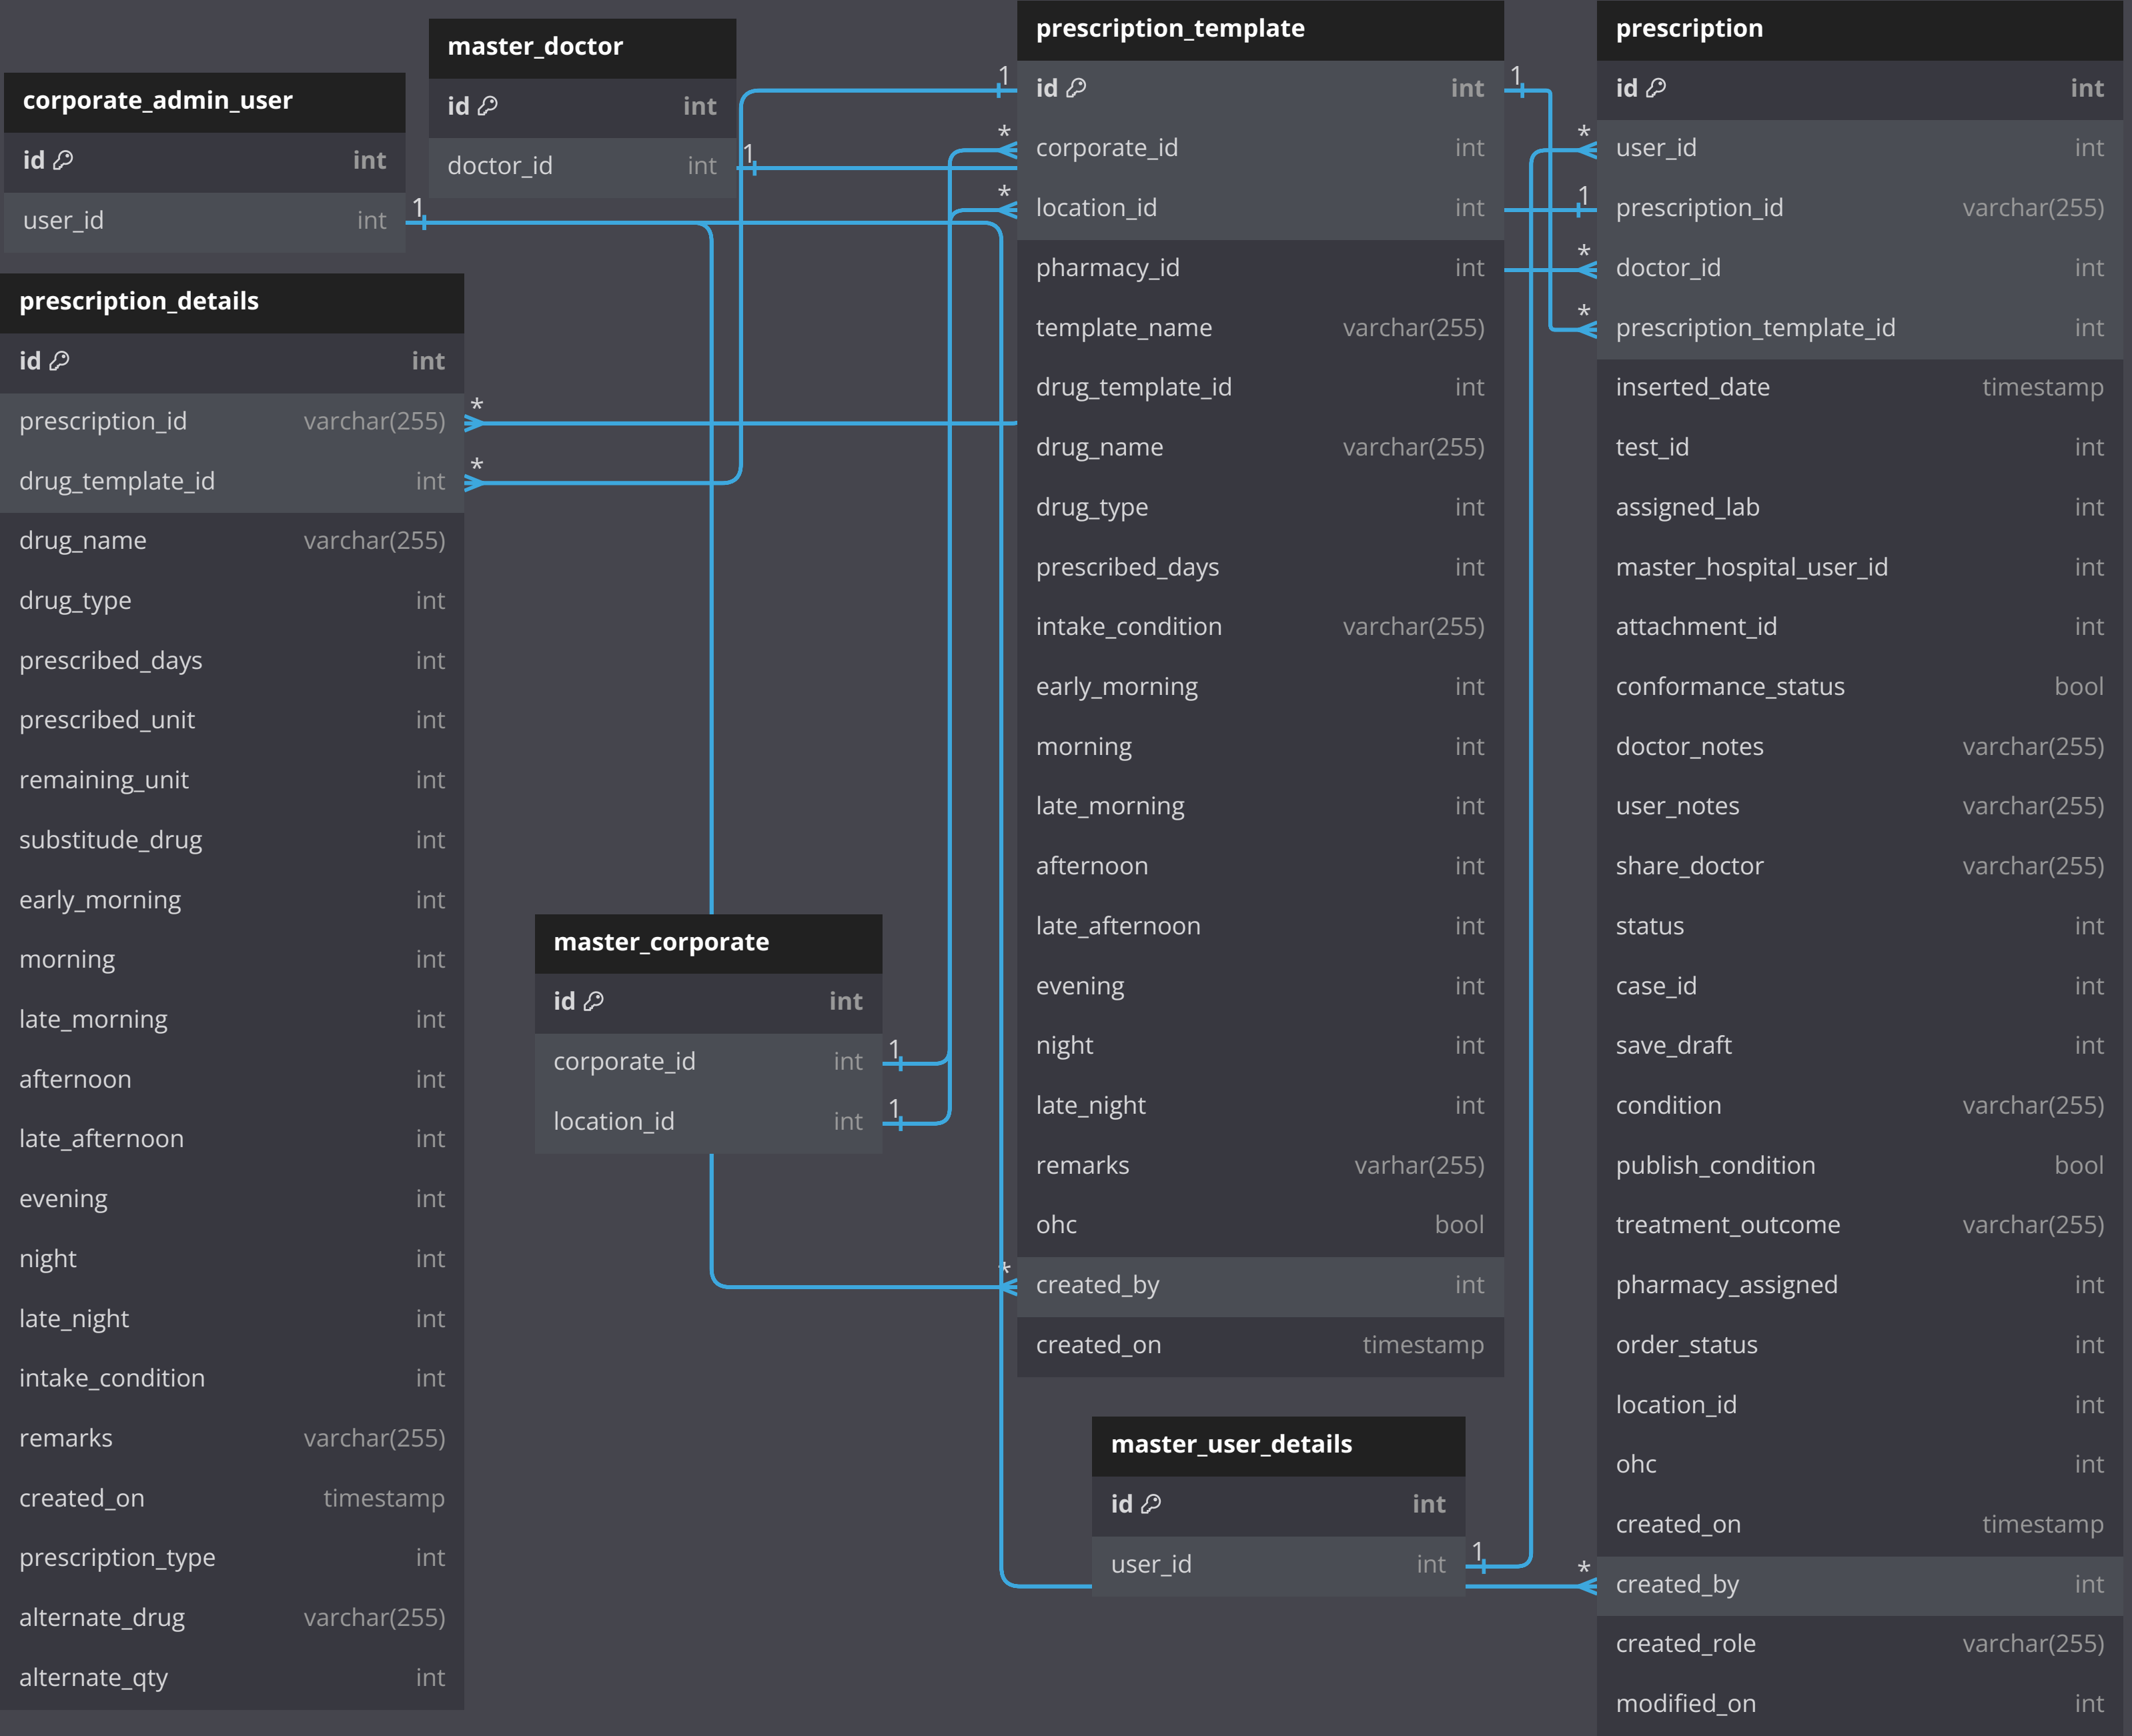 corporate_admin_user
id int
user_id int
1
master_doctor
id int
doctor_id int
1
prescription_details
id int
prescription_id varchar(255)
*
drug_template_id int
*
drug_name varchar(255)
drug_type int
prescribed_days int
prescribed_unit int
remaining_unit int
substitude_drug int
early_morning int
morning int
late_morning int
afternoon int
late_afternoon int
evening int
night int
late_night int
intake_condition int
remarks varchar(255)
created_on timestamp
prescription_type int
alternate_drug varchar(255)
alternate_qty int
master_corporate
id int
corporate_id int
1
location_id int
1
prescription_template
1
id int
1
*
corporate_id int
*
location_id int
pharmacy_id int
template_name varchar(255)
drug_template_id int
drug_name varchar(255)
drug_type int
prescribed_days int
intake_condition varchar(255)
early_morning int
morning int
late_morning int
afternoon int
late_afternoon int
evening int
night int
late_night int
remarks varhar(255)
ohc bool
*
created_by int
created_on timestamp
master_user_details
id int
user_id int
1
prescription
id int
*
user_id int
1
prescription_id varchar(255)
*
doctor_id int
*
prescription_template_id int
inserted_date timestamp
test_id int
assigned_lab int
master_hospital_user_id int
attachment_id int
conformance_status bool
doctor_notes varchar(255)
user_notes varchar(255)
share_doctor varchar(255)
status int
case_id int
save_draft int
condition varchar(255)
publish_condition bool
treatment_outcome varchar(255)
pharmacy_assigned int
order_status int
location_id int
ohc int
created_on timestamp
*
created_by int
created_role varchar(255)
modified_on int